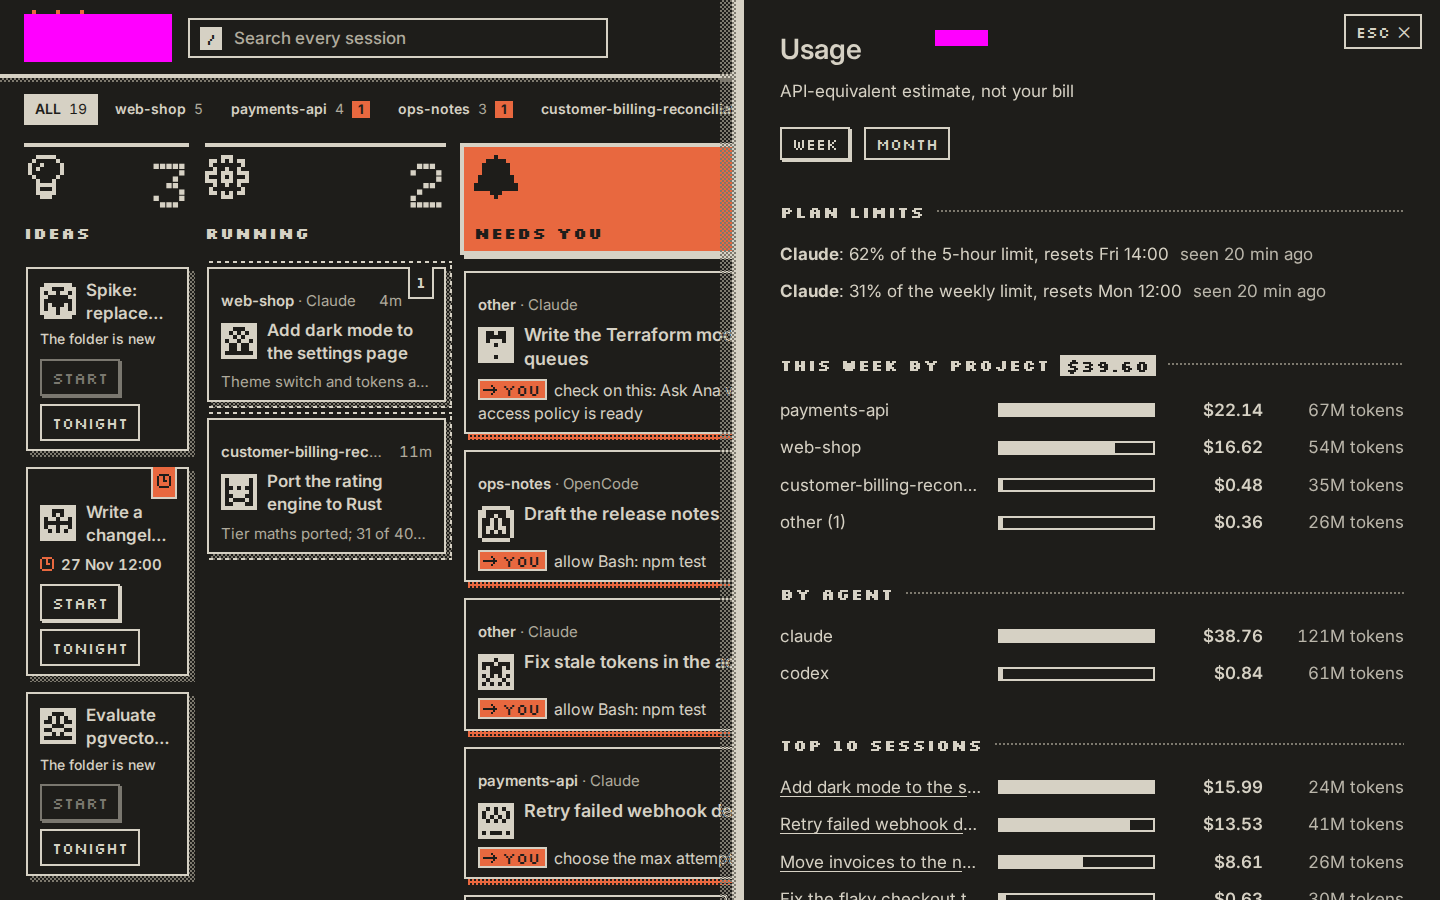 / Search every session
ALL 19 web-shop 5 payments-api 4 1 ops-notes 3 1
3
IDEAS
Spike:
replace...
The folder is new
START
TONIGHT
Write a
changel...
27 Nov 12:00
START
TONIGHT
Evaluate
pgvecto...
The folder is new
START
TONIGHT
2
RUNNING
1
web-shop · Claude 4m
Add dark mode to
the settings page
Theme switch and tokens a...
customer-billing-rec... 11m
Port the rating
engine to Rust
Tier maths ported; 31 of 40...
NEEDS YOU
other · Claude
Write the Terraform
queues
→ YOU check on this: Ask Ana
access policy is ready
ops-notes · OpenCode
Draft the release notes
→ YOU allow Bash: npm test
other · Claude
Fix stale tokens in the
→ YOU allow Bash: npm test
payments-api · Claude
Retry failed webhook
→ YOU choose the max
Usage
ESC ×
API-equivalent estimate, not your bill
WEEK MONTH
PLAN LIMITS
Claude: 62% of the 5-hour limit, resets Fri 14:00 seen 20 min ago
Claude: 31% of the weekly limit, resets Mon 12:00 seen 20 min ago
THIS WEEK BY PROJECT $39.60
payments-api $22.14 67M tokens
web-shop $16.62 54M tokens
customer-billing-recon... $0.48 35M tokens
other (1) $0.36 26M tokens
BY AGENT
claude $38.76 121M tokens
codex $0.84 61M tokens
TOP 10 SESSIONS
Add dark mode to the s... $15.99 24M tokens
Retry failed webhook d... $13.53 41M tokens
Move invoices to the n... $8.61 26M tokens
Fix the flaky checkout t... $0.63 30M tokens